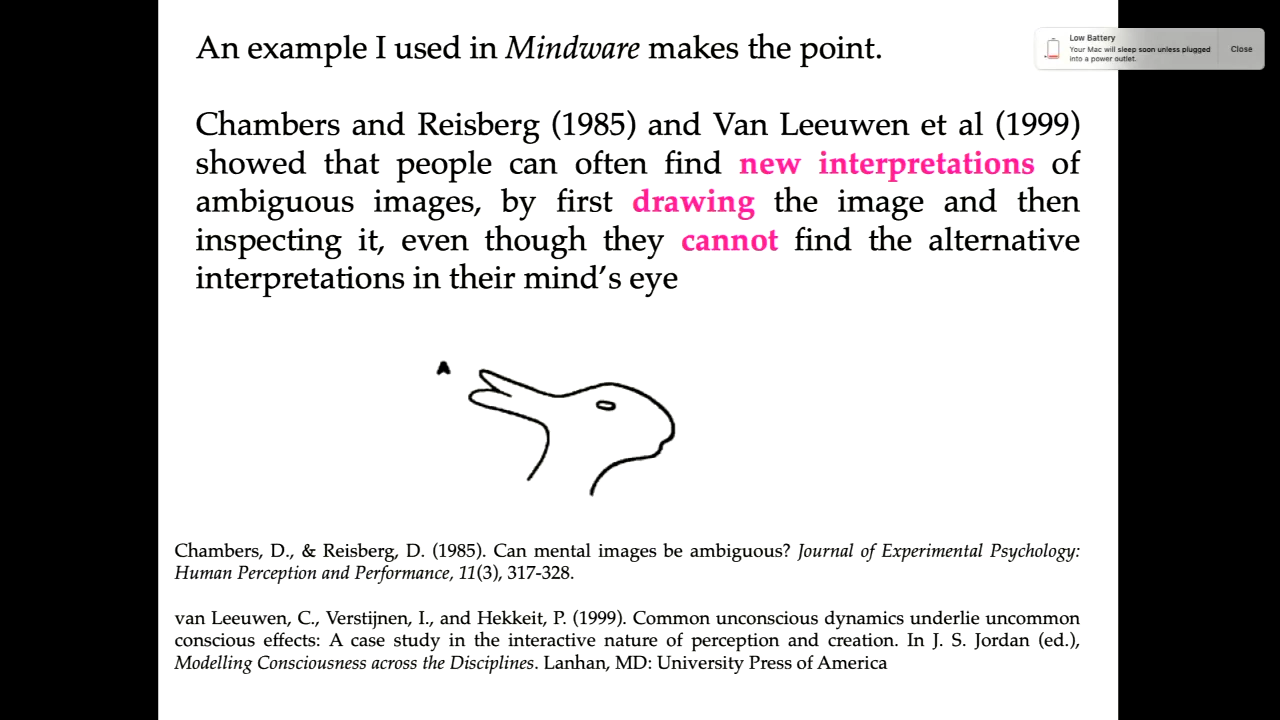 An example I used in Mindware makes the point.
Low Battery
Your Mac will sleep soon unless plugged
into a power outlet.
Close
Chambers and Reisberg (1985) and Van Leeuwen et al (1999)
showed that people can often find new interpretations of
ambiguous images, by first drawing the image and then
inspecting it, even though they cannot find the alternative
interpretations in their mind's eye
A
Chambers, D., & Reisberg, D. (1985). Can mental images be ambiguous? Journal of Experimental Psychology:
Human Perception and Performance, 11(3), 317-328.
van Leeuwen, C., Verstijnen, I., and Hekkeit, P. (1999). Common unconscious dynamics underlie uncommon
conscious effects: A case study in the interactive nature of perception and creation. In J. S. Jordan (ed.),
Modelling Consciousness across the Disciplines. Lanhan, MD: University Press of America